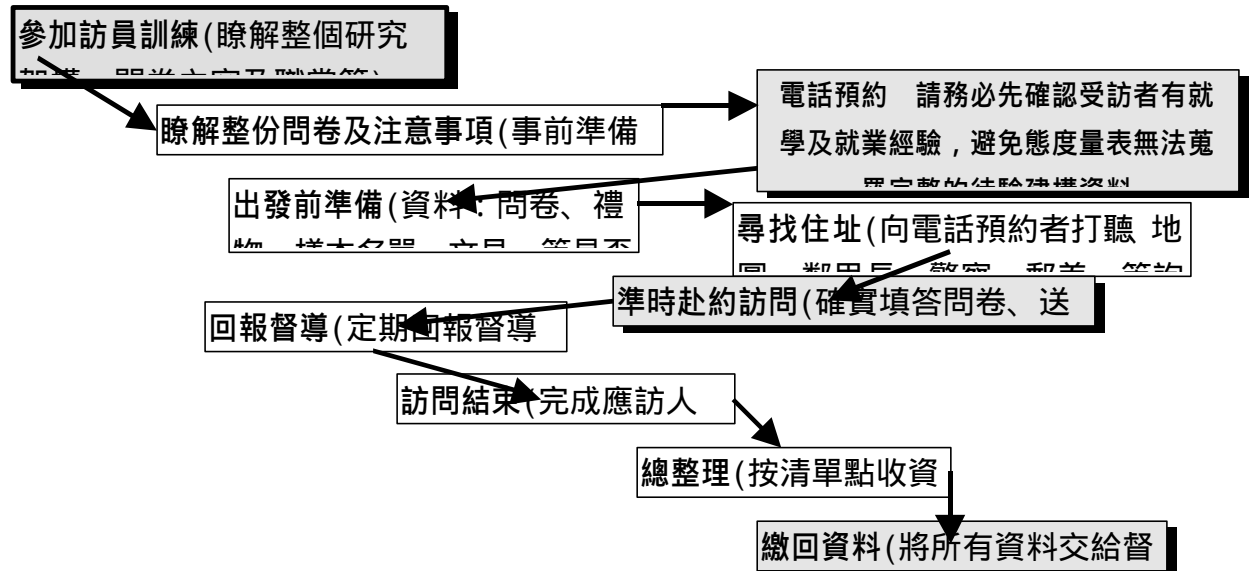 參加訪員訓練(瞭解整個研究
瞭解整份問卷及注意事項(事前準備
電話預約 請務必先確認受訪者有就
學及就業經驗，避免態度量表無法蒐
出發前準備(資料：問卷、禮
尋找住址(向電話預約者打聽 地
準時赴約訪問(確實填答問卷、送
回報督導(定期回報督導
訪問結束(完成應訪人
總整理(按清單點收資
繳回資料(將所有資料交給督